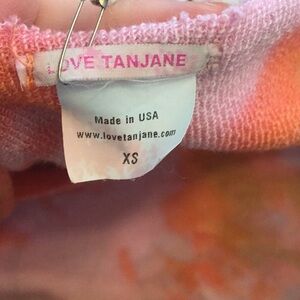 LOVE TANJANE
Made in USA
www.lovetanjane.com
XS